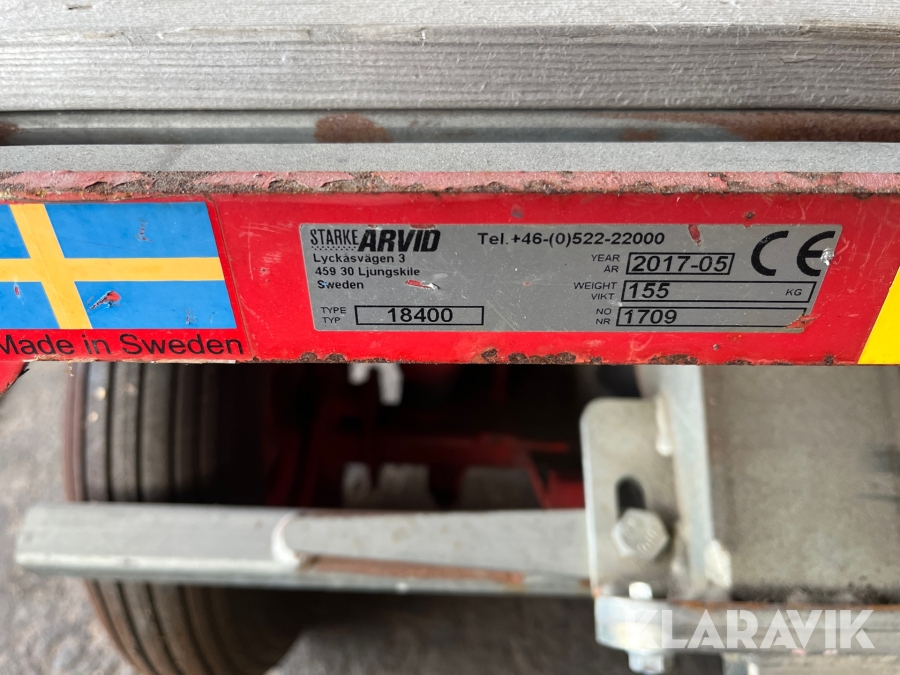 STARKE ARVID Tel.+46-(0)522-22000
Lyckåsvägen 3
459 30 Ljungskile
Sweden
YEAR
ÅR 2017-05
WEIGHT
VIKT 155 KG
TYPE
TYP 18400
NO
NR 1709
CE
Made in Sweden
KLARAVIK